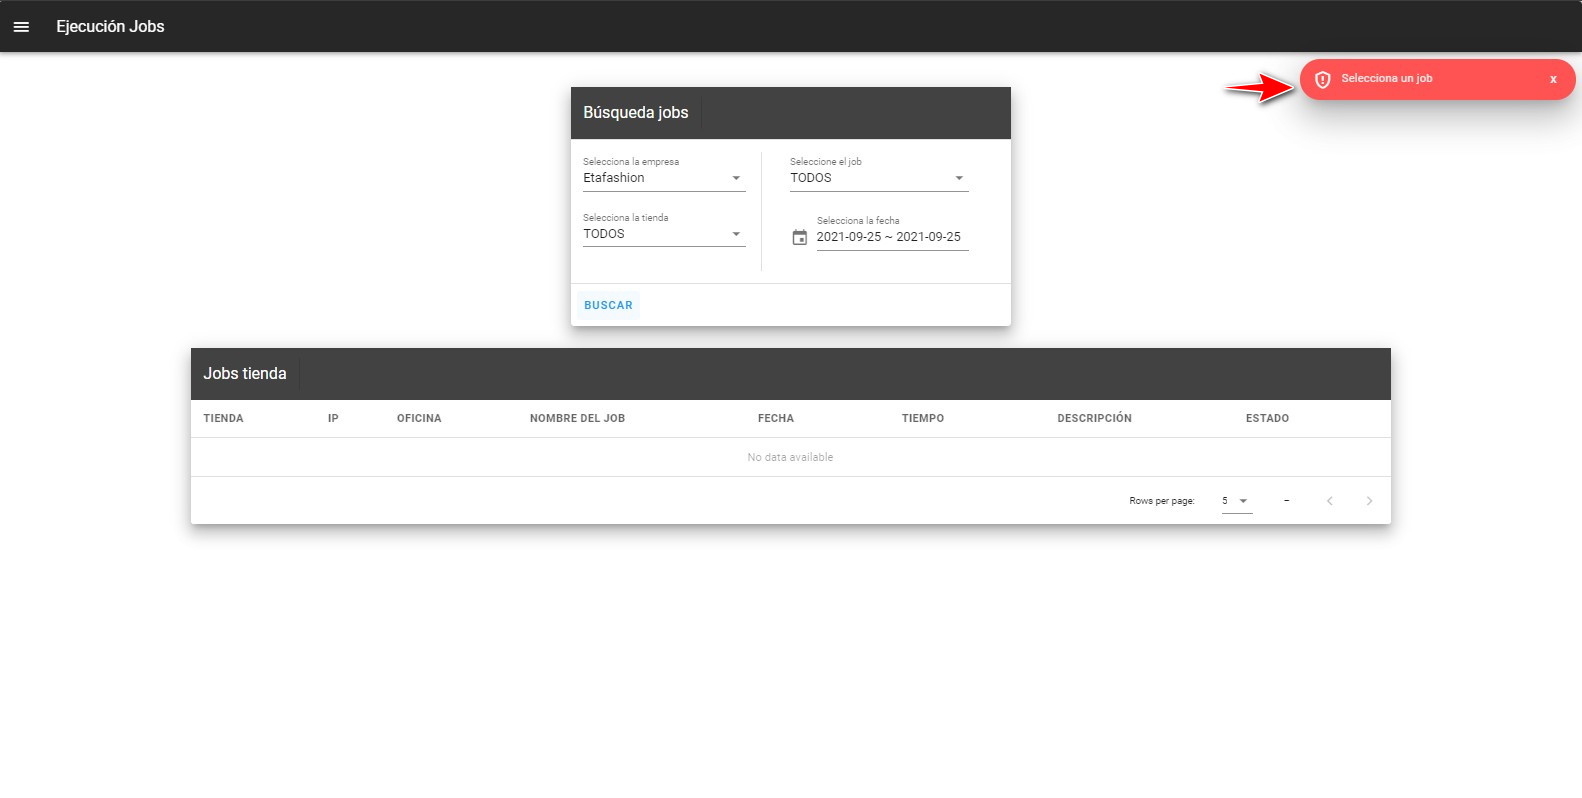 Ejecución Jobs
Selecciona un job x
Búsqueda jobs
Selecciona la empresa
Etafashion
Seleccione el job
TODOS
Selecciona la tienda
TODOS
Selecciona la fecha
2021-09-25 ~ 2021-09-25
BUSCAR
Jobs tienda
TIENDA IP OFICINA NOMBRE DEL JOB FECHA TIEMPO DESCRIPCIÓN ESTADO
No data available
Rows per page: 5 –